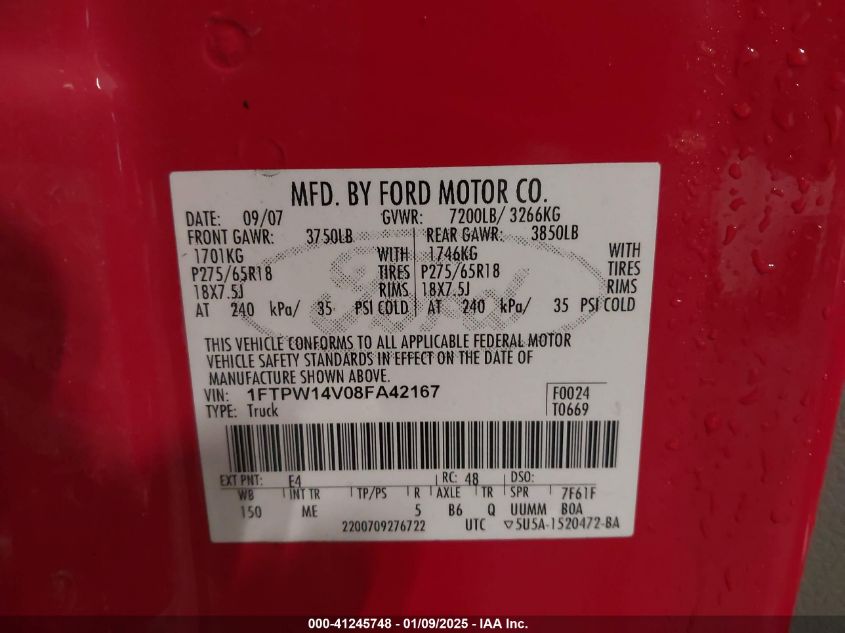 MFD. BY FORD MOTOR CO.
DATE: 09/07 GVWR: 7200LB/ 3266KG
FRONT GAWR: 3750LB REAR GAWR: 3850LB
1701KG WITH 1746KG WITH
P275/65R18 TIRES P275/65R18 TIRES
18X7.5J RIMS 18X7.5J RIMS
AT 240 kPa/ 35 PSI COLD AT 240 kPa/ 35 PSI COLD
Ford
THIS VEHICLE CONFORMS TO ALL APPLICABLE FEDERAL MOTOR
VEHICLE SAFETY STANDARDS IN EFFECT ON THE DATE OF
MANUFACTURE SHOWN ABOVE.
VIN: 1FTPW14V08FA42167 F0024
TYPE: Truck T0669
EXT PNT: E4 RC: 48 DSO:
WB INT TR TP/PS R AXLE TR SPR 7F61F
150 ME 5 B6 Q UUMM BOA
2200709276722 UTC ▽5U5A-1520472-BA
000-41245748 - 01/09/2025 - IAA Inc.